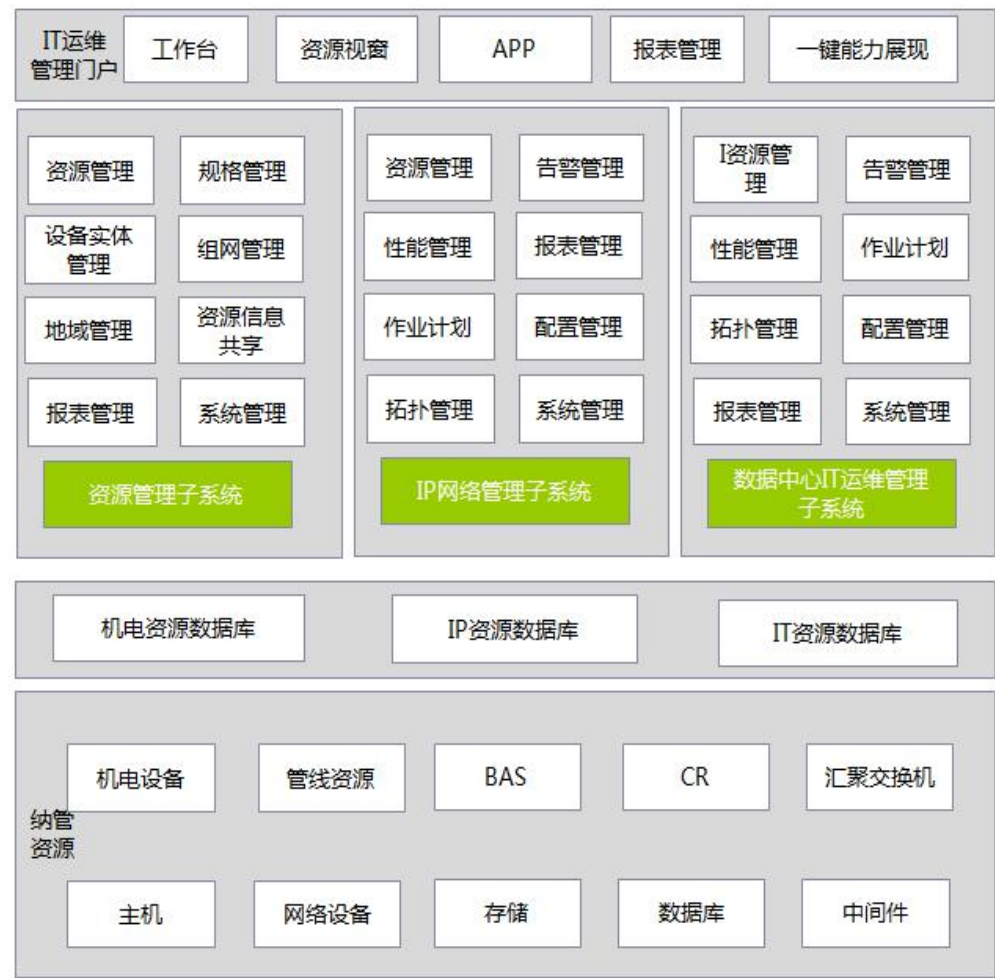 IT运维
管理门户
工作台
资源视窗
APP
报表管理
一键能力展现
资源管理
规格管理
设备实体
管理
组网管理
地域管理
资源信息
共享
报表管理
系统管理
资源管理子系统
资源管理
告警管理
性能管理
报表管理
作业计划
配置管理
拓扑管理
系统管理
IP网络管理子系统
I资源管
理
告警管理
性能管理
作业计划
拓扑管理
配置管理
报表管理
系统管理
数据中心IT运维管理
子系统
机电资源数据库
IP资源数据库
IT资源数据库
纳管
资源
机电设备
管线资源
BAS
CR
汇聚交换机
主机
网络设备
存储
数据库
中间件